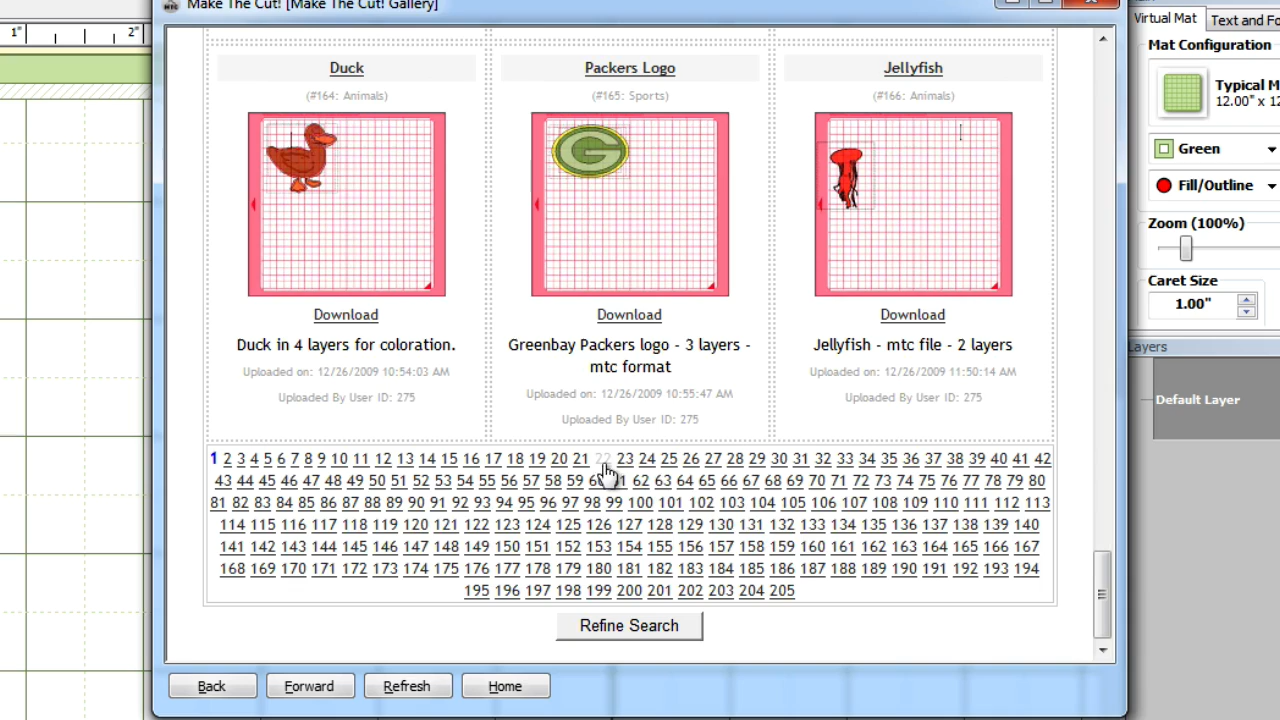 Make The Cut! [Make The Cut! Gallery]
1" 2"
Duck Packers Logo Jellyfish
(#164: Animals) (#165: Sports) (#166: Animals)
G
Download Download Download
Duck in 4 layers for coloration. Greenbay Packers logo - 3 layers - Jellyfish - mtc file - 2 layers
mtc format
Uploaded on: 12/26/2009 10:54:03 AM Uploaded on: 12/26/2009 10:55:47 AM Uploaded on: 12/26/2009 11:50:14 AM
Uploaded By User ID: 275 Uploaded By User ID: 275 Uploaded By User ID: 275
1 2 3 4 5 6 7 8 9 10 11 12 13 14 15 16 17 18 19 20 21 22 23 24 25 26 27 28 29 30 31 32 33 34 35 36 37 38 39 40 41 42
43 44 45 46 47 48 49 50 51 52 53 54 55 56 57 58 59 62 63 64 65 66 67 68 69 70 71 72 73 74 75 76 77 78 79 80
81 82 83 84 85 86 87 88 89 90 91 92 93 94 95 96 97 98 99 100 101 102 103 104 105 106 107 108 109 110 111 112 113
114 115 116 117 118 119 120 121 122 123 124 125 126 127 128 129 130 131 132 133 134 135 136 137 138 139 140
141 142 143 144 145 146 147 148 149 150 151 152 153 154 155 156 157 158 159 160 161 162 163 164 165 166 167
168 169 170 171 172 173 174 175 176 177 178 179 180 181 182 183 184 185 186 187 188 189 190 191 192 193 194
195 196 197 198 199 200 201 202 203 204 205
Refine Search
Back Forward Refresh Home
Virtual Mat Text and Fo
Mat Configuration
Typical M
12.00" x 12
Green
Fill/Outline
Zoom (100%)
Caret Size
1.00"
Layers
Default Layer